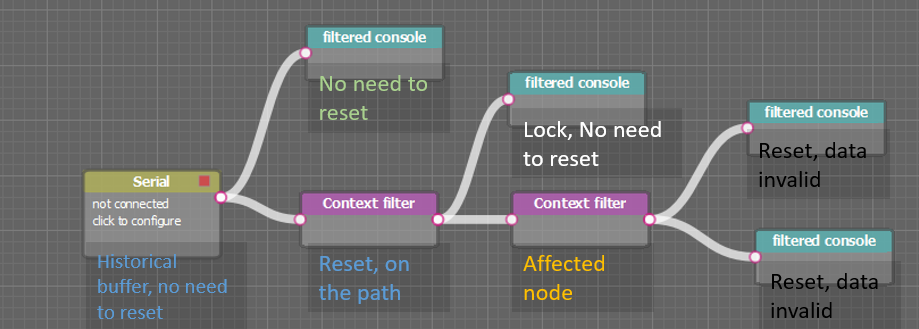 filtered console
No need to
reset
filtered console
Lock, No need
to reset
filtered console
Reset, data
invalid
Serial
not connected
click to configure
Historical
buffer, no need
to reset
Context filter
Reset, on
the path
Context filter
Affected
node
filtered console
Reset, data
invalid